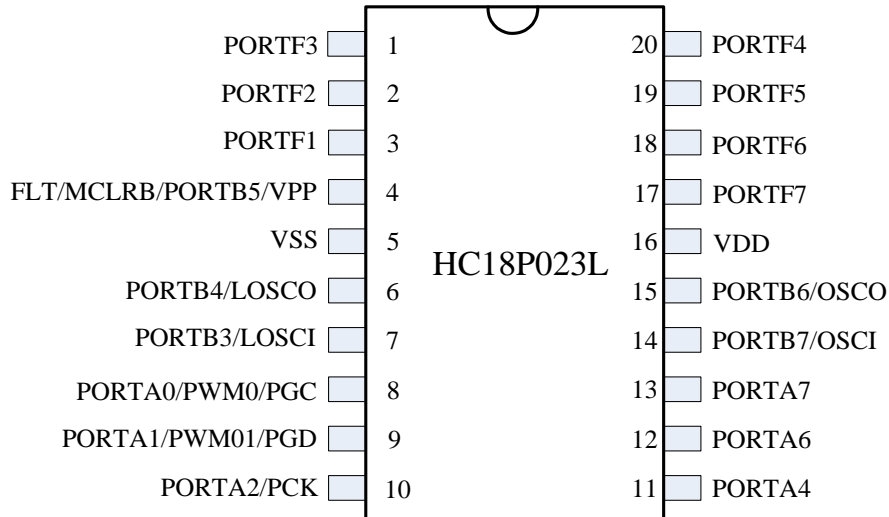 PORTF3 1 20 PORTF4
PORTF2 2 19 PORTF5
PORTF1 3 18 PORTF6
FLT/MCLRB/PORTB5/VPP 4 17 PORTF7
VSS 5 16 VDD
HC18P023L
PORTB4/LOSCO 6 15 PORTB6/OSCO
PORTB3/LOSCI 7 14 PORTB7/OSCI
PORTA0/PWM0/PGC 8 13 PORTA7
PORTA1/PWM01/PGD 9 12 PORTA6
PORTA2/PCK 10 11 PORTA4